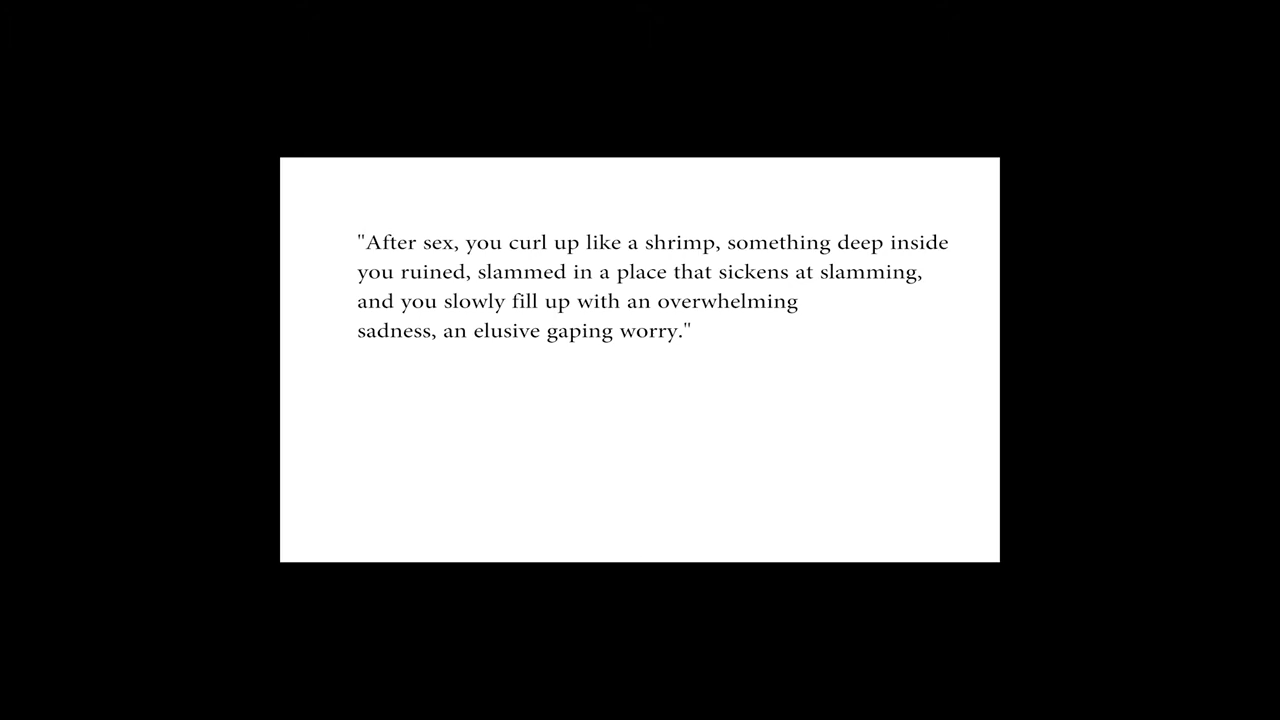 "After sex, you curl up like a shrimp, something deep inside
you ruined, slammed in a place that sickens at slamming,
and you slowly fill up with an overwhelming
sadness, an elusive gaping worry."